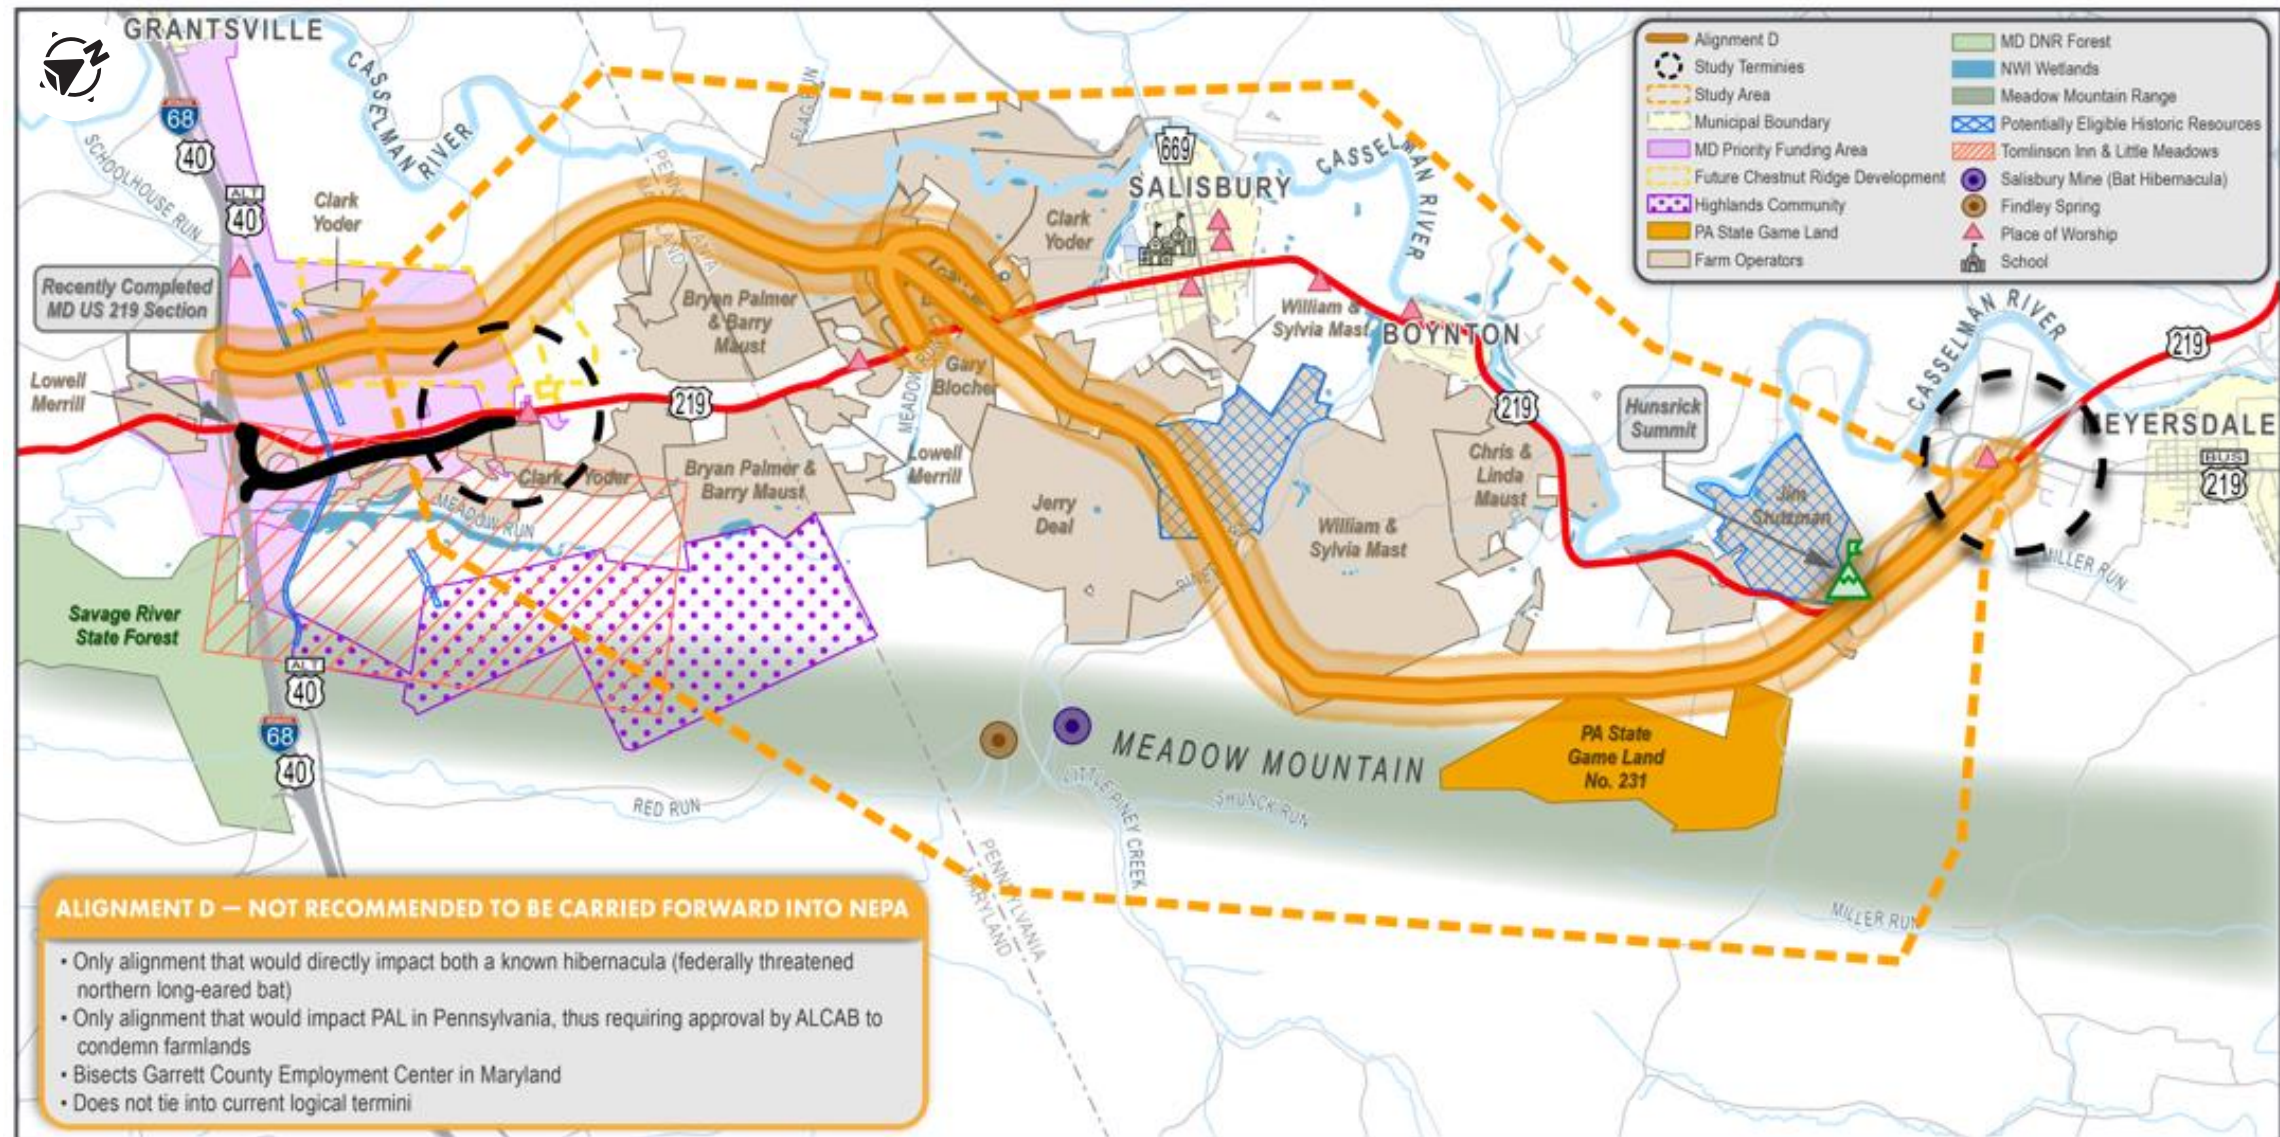 GRANTSVILLE
N
CASSELMAN
RIVER
68
40
SCHOOLHOUSE RUN
ALT
40
Clark
Yoder
Recently Completed
MD US 219 Section
Lowell
Merrill
FLAG RUN
PENNSYLVANIA
MARYLAND
669
SALISBURY
CASSELMAN RIVER
Clark
Yoder
Bryan Palmer
& Barry
Maust
219
MEADOW RUN
Gary
Blocher
William &
Sylvia Mast
BOYNTON
219
Hunsrick
Summit
CASSELMAN RIVER
219
MEYERSDALE
BUS
219
Clark Yoder
Bryan Palmer &
Barry Maust
Lowell
Merrill
Jerry
Deal
Chris &
Linda
Maust
William &
Sylvia Mast
Jim
Stutzman
MEADOW RUN
MILLER RUN
Savage River
State Forest
ALT
40
68
40
RED RUN
MEADOW MOUNTAIN
LITTLE PINEY CREEK
SHUNCK RUN
PA State
Game Land
No. 231
MILLER RUN
PENNSYLVANIA
MARYLAND
Alignment D
Study Terminies
Study Area
Municipal Boundary
MD Priority Funding Area
Future Chestnut Ridge Development
Highlands Community
PA State Game Land
Farm Operators
MD DNR Forest
NWI Wetlands
Meadow Mountain Range
Potentially Eligible Historic Resources
Tomlinson Inn & Little Meadows
Salisbury Mine (Bat Hibernacula)
Findley Spring
Place of Worship
School
ALIGNMENT D — NOT RECOMMENDED TO BE CARRIED FORWARD INTO NEPA
• Only alignment that would directly impact both a known hibernacula (federally threatened
northern long-eared bat)
• Only alignment that would impact PAL in Pennsylvania, thus requiring approval by ALCAB to
condemn farmlands
• Bisects Garrett County Employment Center in Maryland
• Does not tie into current logical termini